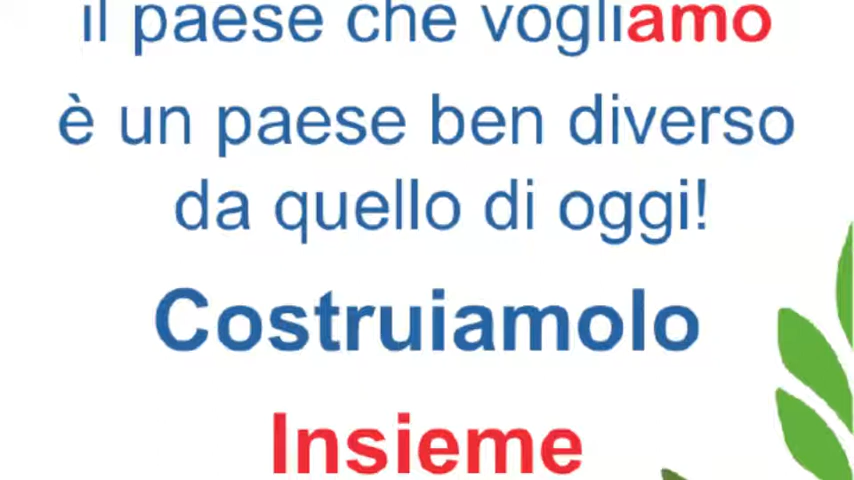 il paese che vogliamo
è un paese ben diverso
da quello di oggi!
Costruiamolo
Insieme